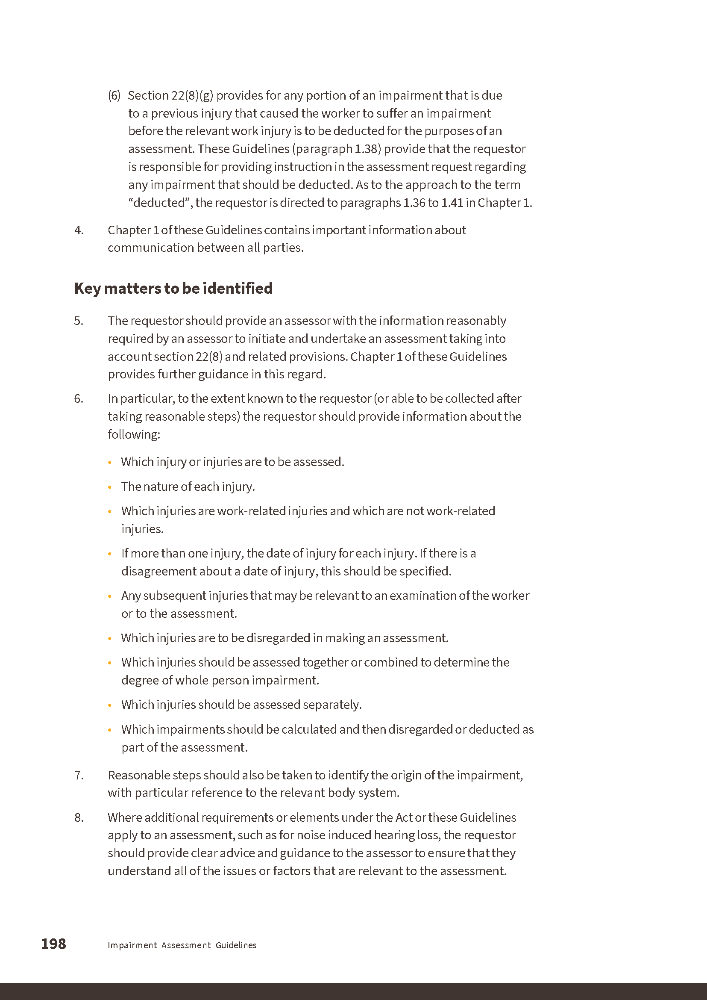 (6) Section 22(8)(g) provides for any portion of an impairment that is due
to a previous injury that caused the worker to suffer an impairment
before the relevant work injury is to be deducted for the purposes of an
assessment. These Guidelines (paragraph 1.38) provide that the requestor
is responsible for providing instruction in the assessment request regarding
any impairment that should be deducted. As to the approach to the term
“deducted”, the requestor is directed to paragraphs 1.36 to 1.41 in Chapter 1.
4. Chapter 1 of these Guidelines contains important information about
communication between all parties.
Key matters to be identified
5. The requestor should provide an assessor with the information reasonably
required by an assessor to initiate and undertake an assessment taking into
account section 22(8) and related provisions. Chapter 1 of these Guidelines
provides further guidance in this regard.
6. In particular, to the extent known to the requestor (or able to be collected after
taking reasonable steps) the requestor should provide information about the
following:
• Which injury or injuries are to be assessed.
• The nature of each injury.
• Which injuries are work-related injuries and which are not work-related
injuries.
• If more than one injury, the date of injury for each injury. If there is a
disagreement about a date of injury, this should be specified.
• Any subsequent injuries that may be relevant to an examination of the worker
or to the assessment.
• Which injuries are to be disregarded in making an assessment.
• Which injuries should be assessed together or combined to determine the
degree of whole person impairment.
• Which injuries should be assessed separately.
• Which impairments should be calculated and then disregarded or deducted as
part of the assessment.
7. Reasonable steps should also be taken to identify the origin of the impairment,
with particular reference to the relevant body system.
8. Where additional requirements or elements under the Act or these Guidelines
apply to an assessment, such as for noise induced hearing loss, the requestor
should provide clear advice and guidance to the assessor to ensure that they
understand all of the issues or factors that are relevant to the assessment.
198 Impairment Assessment Guidelines